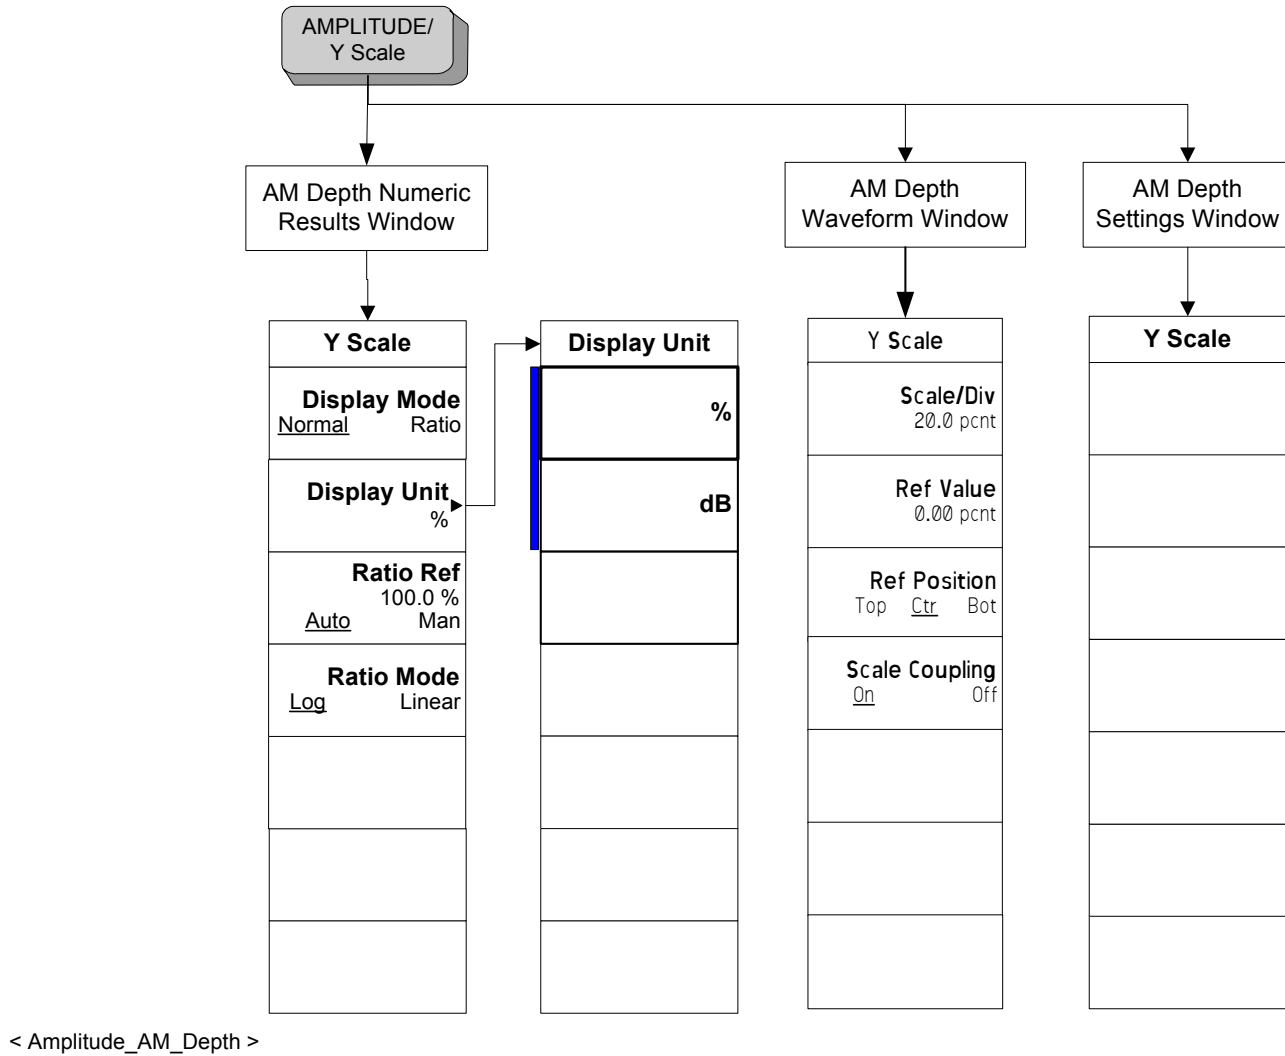 AMPLITUDE/
Y Scale
AM Depth Numeric
Results Window
AM Depth
Waveform Window
AM Depth
Settings Window
Y Scale
Display Mode
Normal Ratio
Display Unit
%
Ratio Ref
100.0 %
Auto Man
Ratio Mode
Log Linear
Display Unit
%
dB
Y Scale
Scale/Div
20.0 pcnt
Ref Value
0.00 pcnt
Ref Position
Top Ctr Bot
Scale Coupling
On Off
Y Scale
< Amplitude_AM_Depth >